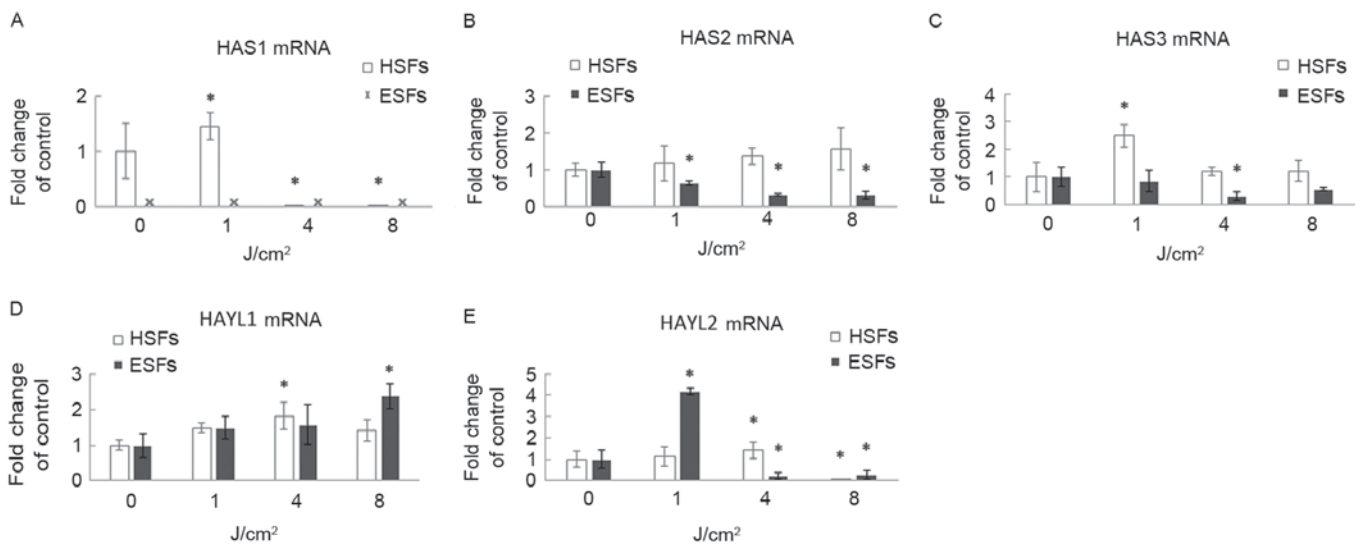 A
HAS1 mRNA
HSFs
ESFs
Fold change
of control
2
1
0
*
*
*
x
x
x
x
0 1 4 8
J/cm²
B
HAS2 mRNA
HSFs
ESFs
Fold change
of control
3
2
1
0
*
*
*
0 1 4 8
J/cm²
C
HAS3 mRNA
HSFs
ESFs
Fold change
of control
4
3
2
1
0
*
*
0 1 4 8
J/cm²
D
HAYL1 mRNA
HSFs
ESFs
Fold change
of control
3
2
1
0
*
*
0 1 4 8
J/cm²
E
HAYL2 mRNA
HSFs
ESFs
Fold change
of control
5
4
3
2
1
0
*
*
*
*
*
0 1 4 8
J/cm²